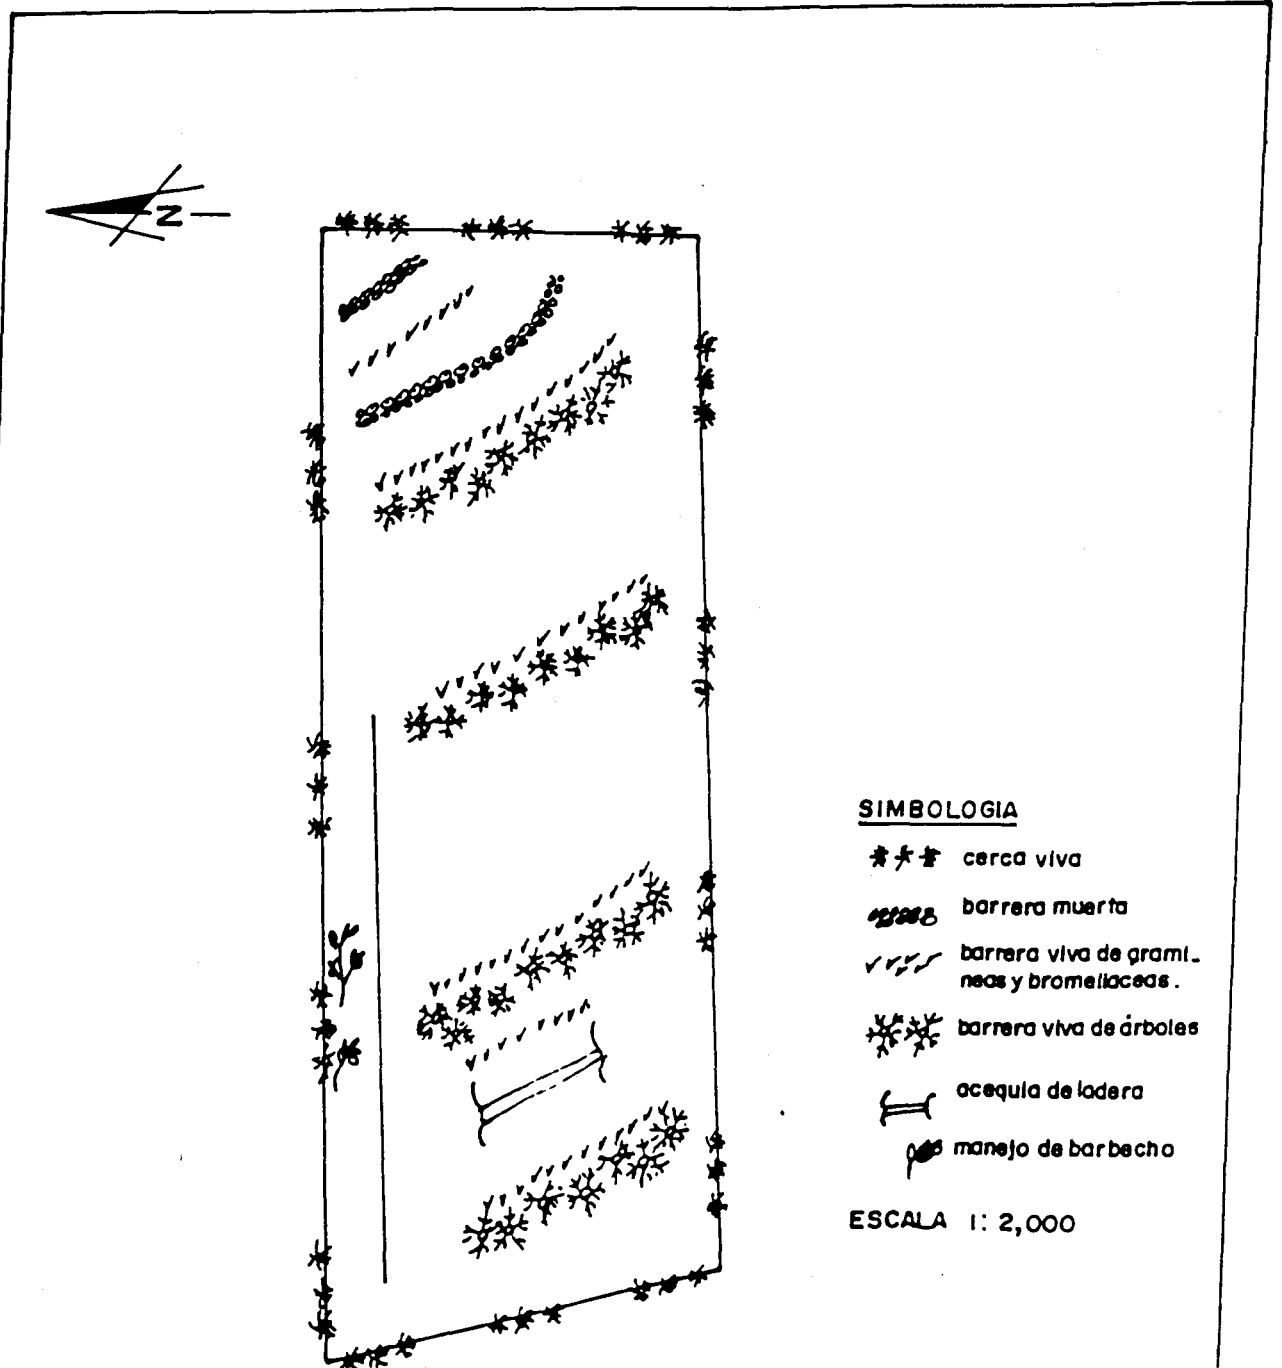 N
SIMBOLOGIA
cerca viva
barrera muerta
barrera viva de grami-
neas y bromeliaceas.
barrera viva de árboles
acequia de ladera
manejo de barbecho
ESCALA 1: 2,000